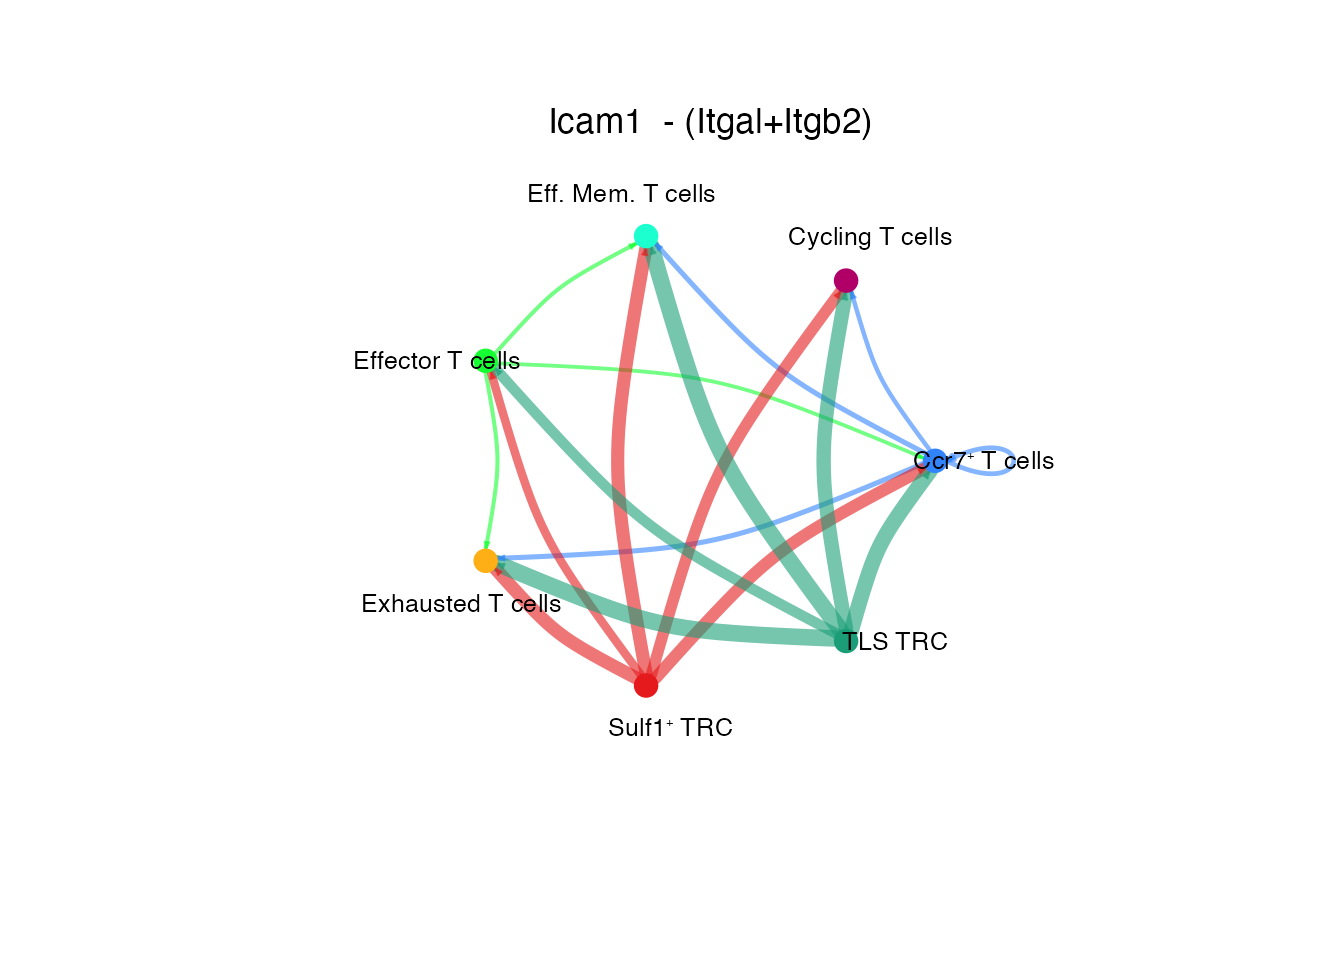 Icam1 - (Itgal+Itgb2)
Eff. Mem. T cells
Cycling T cells
Effector T cells
Ccr7⁺ T cells
Exhausted T cells
TLS TRC
Sulf1⁺ TRC